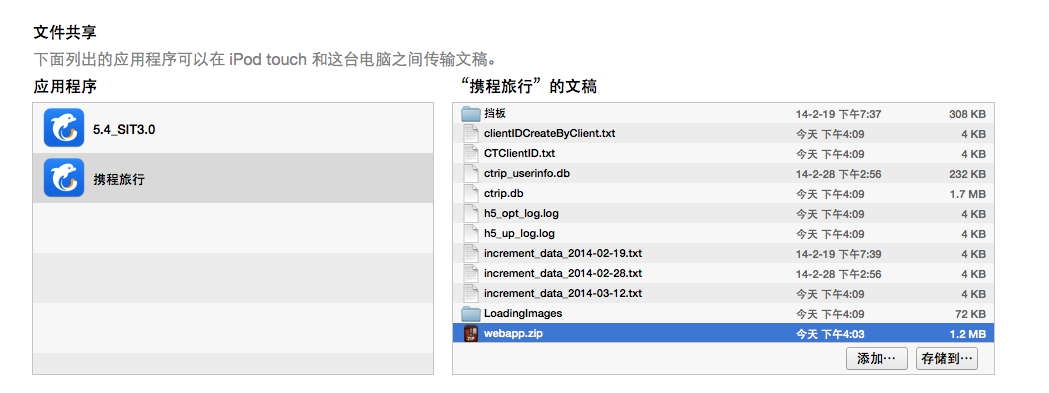 文件共享
下面列出的应用程序可以在 iPod touch 和这台电脑之间传输文稿。
应用程序
5.4_SIT3.0
携程旅行
“携程旅行”的文稿
挡板 14-2-19 下午7:37 308 KB
clientIDCreateByClient.txt 今天 下午4:09 4 KB
CTClientID.txt 今天 下午4:09 4 KB
ctrip_userinfo.db 14-2-28 下午2:56 232 KB
ctrip.db 今天 下午4:09 1.7 MB
h5_opt_log.log 今天 下午4:09 4 KB
h5_up_log.log 今天 下午4:09 4 KB
increment_data_2014-02-19.txt 14-2-19 下午7:39 4 KB
increment_data_2014-02-28.txt 14-2-28 下午2:56 4 KB
increment_data_2014-03-12.txt 今天 下午4:09 4 KB
LoadingImages 今天 下午4:09 72 KB
webapp.zip 今天 下午4:03 1.2 MB
添加… 存储到…